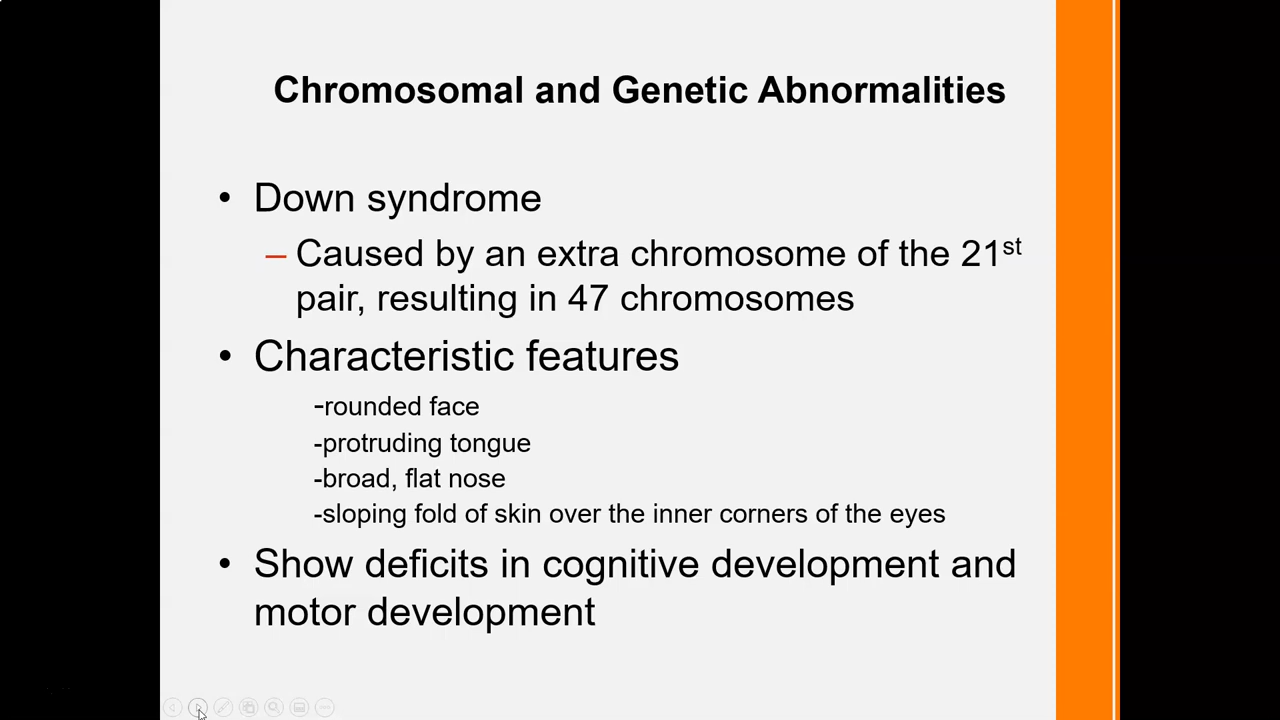 Chromosomal and Genetic Abnormalities
• Down syndrome
– Caused by an extra chromosome of the 21st
pair, resulting in 47 chromosomes
• Characteristic features
-rounded face
-protruding tongue
-broad, flat nose
-sloping fold of skin over the inner corners of the eyes
• Show deficits in cognitive development and
motor development